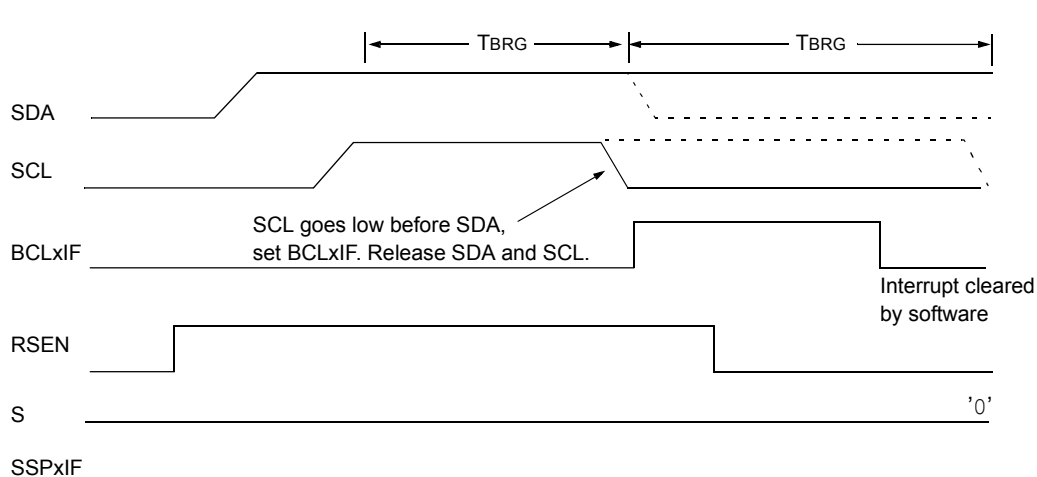 TBRG
TBRG
SDA
SCL
SCL goes low before SDA,
set BCLxIF. Release SDA and SCL.
BCLxIF
Interrupt cleared
by software
RSEN
S
’0’
SSPxIF